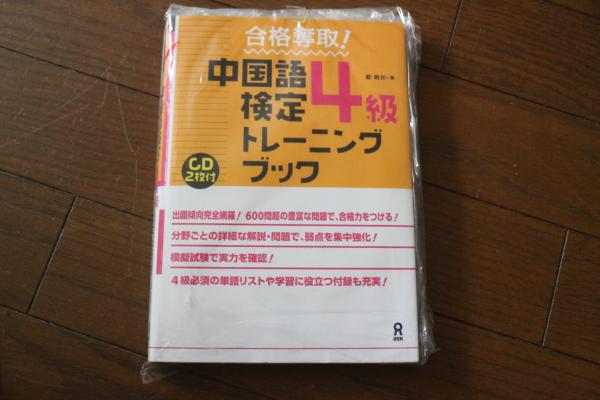 合格奪取!
中国語
検定4級
トレーニング
ブック
CD
2枚付
出題傾向完全網羅! 600問超の豊富な問題で、合格力をつける!
分野ごとの詳細な解説・問題で、弱点を集中強化!
模擬試験で実力を確認!
4級必須の単語リストや学習に役立つ付録も充実!